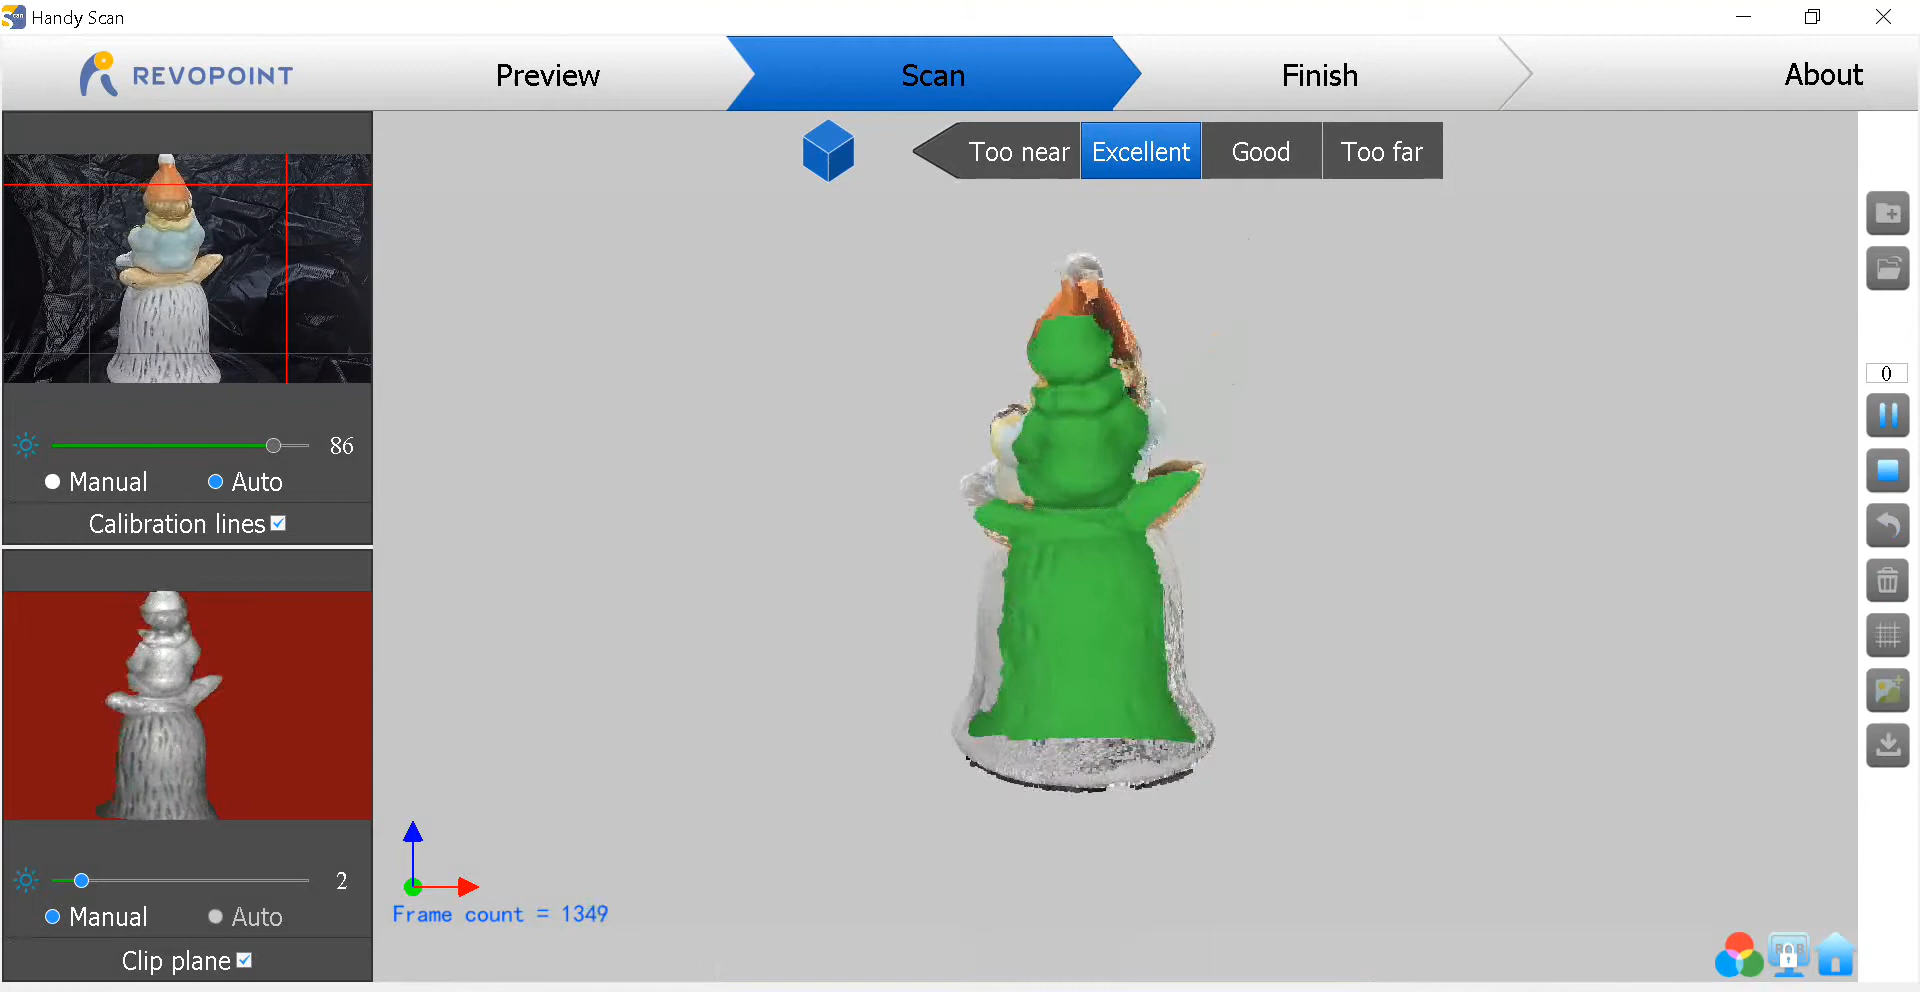 Handy Scan
REVOPOINT
Preview
Scan
Finish
About
Too near
Excellent
Good
Too far
86
Manual
Auto
Calibration lines
0
2
Manual
Auto
Clip plane
Frame count = 1349